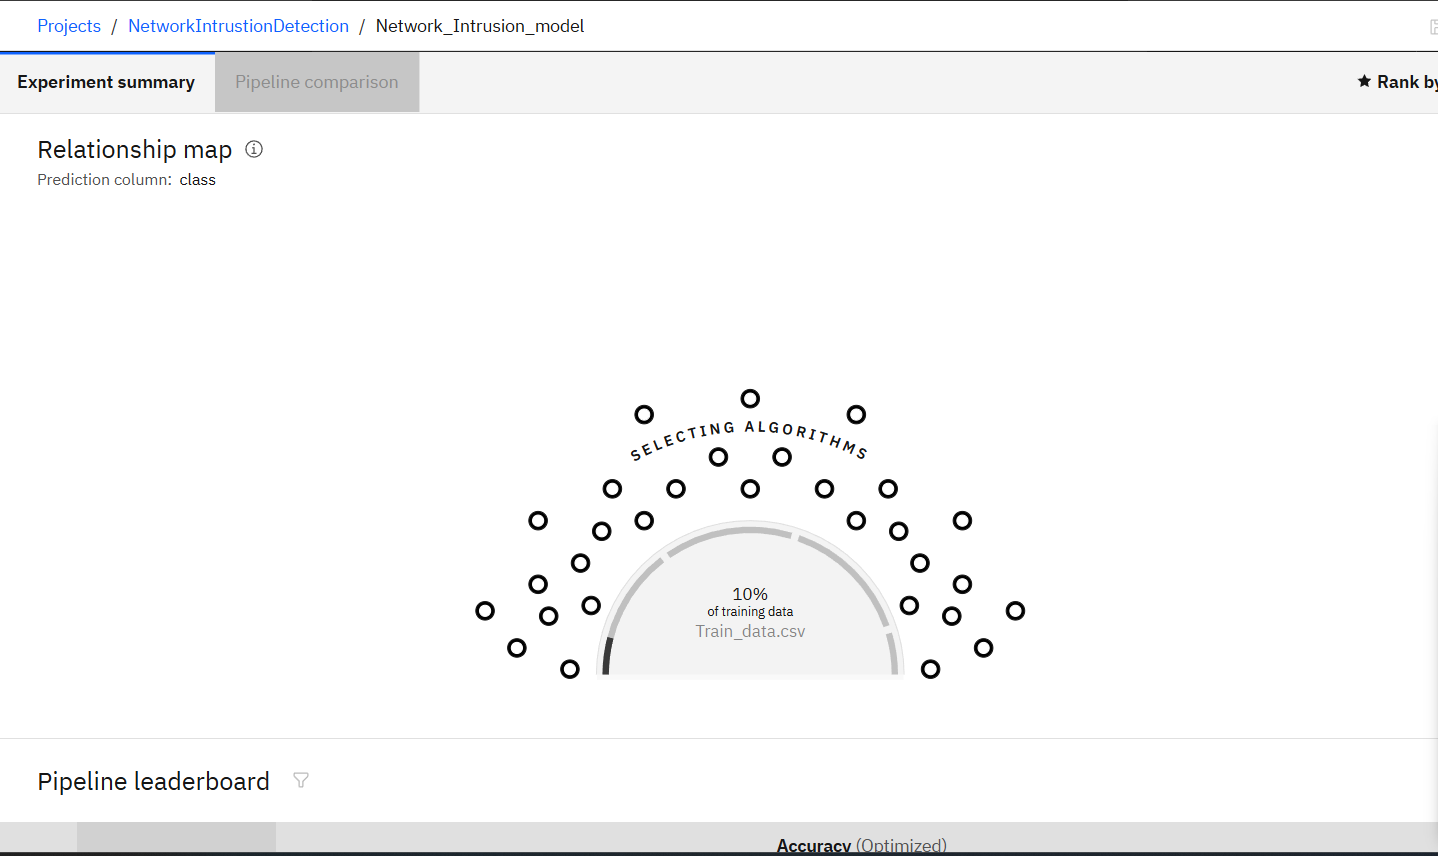 Projects / NetworkIntrustionDetection / Network_Intrusion_model
Experiment summary Pipeline comparison ★ Rank by
Relationship map
Prediction column: class
SELECTING ALGORITHMS
10%
of training data
Train_data.csv
Pipeline leaderboard
Accuracy (Optimized)